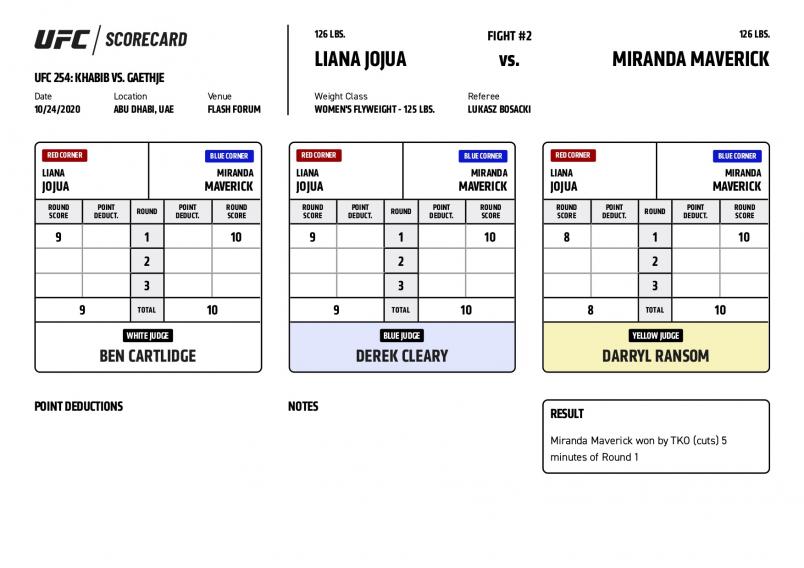 UFC SCORECARD
UFC 254: KHABIB VS. GAETHJE
Date Location Venue
10/24/2020 ABU DHABI, UAE FLASH FORUM
126 LBS. FIGHT #2 126 LBS.
LIANA JOJUA vs. MIRANDA MAVERICK
Weight Class Referee
WOMEN'S FLYWEIGHT - 125 LBS. LUKASZ BOSACKI
RED CORNER BLUE CORNER
LIANA MIRANDA
JOJUA MAVERICK
ROUND SCORE POINT DEDUCT. ROUND POINT DEDUCT. ROUND SCORE
9 1 10
2
3
9 TOTAL 10
WHITE JUDGE
BEN CARTLIDGE
RED CORNER BLUE CORNER
LIANA MIRANDA
JOJUA MAVERICK
ROUND SCORE POINT DEDUCT. ROUND POINT DEDUCT. ROUND SCORE
9 1 10
2
3
9 TOTAL 10
BLUE JUDGE
DEREK CLEARY
RED CORNER BLUE CORNER
LIANA MIRANDA
JOJUA MAVERICK
ROUND SCORE POINT DEDUCT. ROUND POINT DEDUCT. ROUND SCORE
8 1 10
2
3
8 TOTAL 10
YELLOW JUDGE
DARRYL RANSOM
POINT DEDUCTIONS
NOTES
RESULT
Miranda Maverick won by TKO (cuts) 5
minutes of Round 1